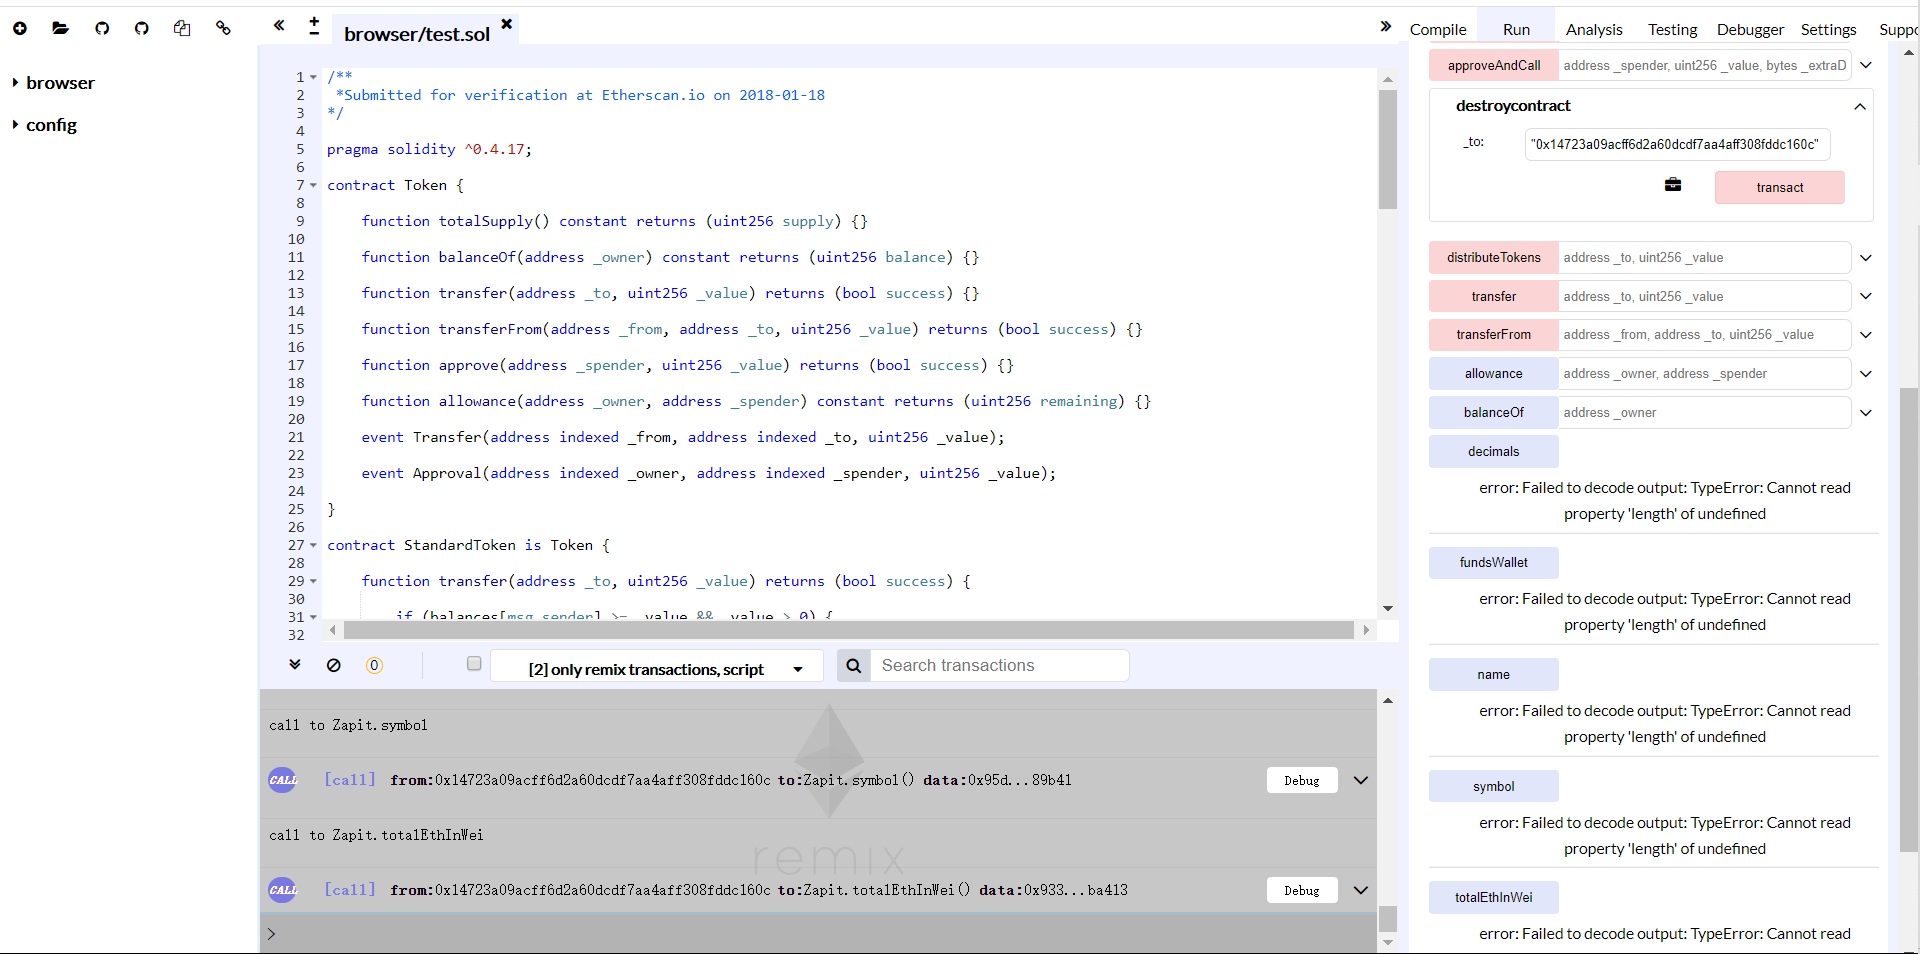 browser/test.sol
Compile Run Analysis Testing Debugger Settings Suppo
browser
config
1 /**
2 *Submitted for verification at Etherscan.io on 2018-01-18
3 */
4
5 pragma solidity ^0.4.17;
6
7 contract Token {
8
9 function totalSupply() constant returns (uint256 supply) {}
10
11 function balanceOf(address _owner) constant returns (uint256 balance) {}
12
13 function transfer(address _to, uint256 _value) returns (bool success) {}
14
15 function transferFrom(address _from, address _to, uint256 _value) returns (bool success) {}
16
17 function approve(address _spender, uint256 _value) returns (bool success) {}
18
19 function allowance(address _owner, address _spender) constant returns (uint256 remaining) {}
20
21 event Transfer(address indexed _from, address indexed _to, uint256 _value);
22
23 event Approval(address indexed _owner, address indexed _spender, uint256 _value);
24
25 }
26
27 contract StandardToken is Token {
28
29 function transfer(address _to, uint256 _value) returns (bool success) {
30
31 if (balances[msg.sender] >= _value && _value > 0) {
32
0 [2] only remix transactions, script Search transactions
call to Zapit.symbol
CALL [call] from:0x14723a09acff6d2a60dcdf7aa4aff308fddc160c to:Zapit.symbol() data:0x95d...89b41 Debug
call to Zapit.totalEthInWei
remix
CALL [call] from:0x14723a09acff6d2a60dcdf7aa4aff308fddc160c to:Zapit.totalEthInWei() data:0x933...ba413 Debug
>
approveAndCall address _spender, uint256 _value, bytes _extraD
destroycontract
_to: "0x14723a09acff6d2a60dcdf7aa4aff308fddc160c"
transact
distributeTokens address _to, uint256 _value
transfer address _to, uint256 _value
transferFrom address _from, address _to, uint256 _value
allowance address _owner, address _spender
balanceOf address _owner
decimals
error: Failed to decode output: TypeError: Cannot read
property 'length' of undefined
fundsWallet
error: Failed to decode output: TypeError: Cannot read
property 'length' of undefined
name
error: Failed to decode output: TypeError: Cannot read
property 'length' of undefined
symbol
error: Failed to decode output: TypeError: Cannot read
property 'length' of undefined
totalEthInWei
error: Failed to decode output: TypeError: Cannot read